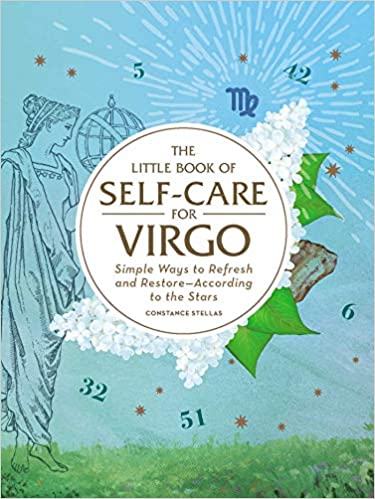 5
42
♍
THE
LITTLE BOOK OF
SELF-CARE
FOR
VIRGO
Simple Ways to Refresh
and Restore—According
to the Stars
CONSTANCE STELLAS
6
32
51